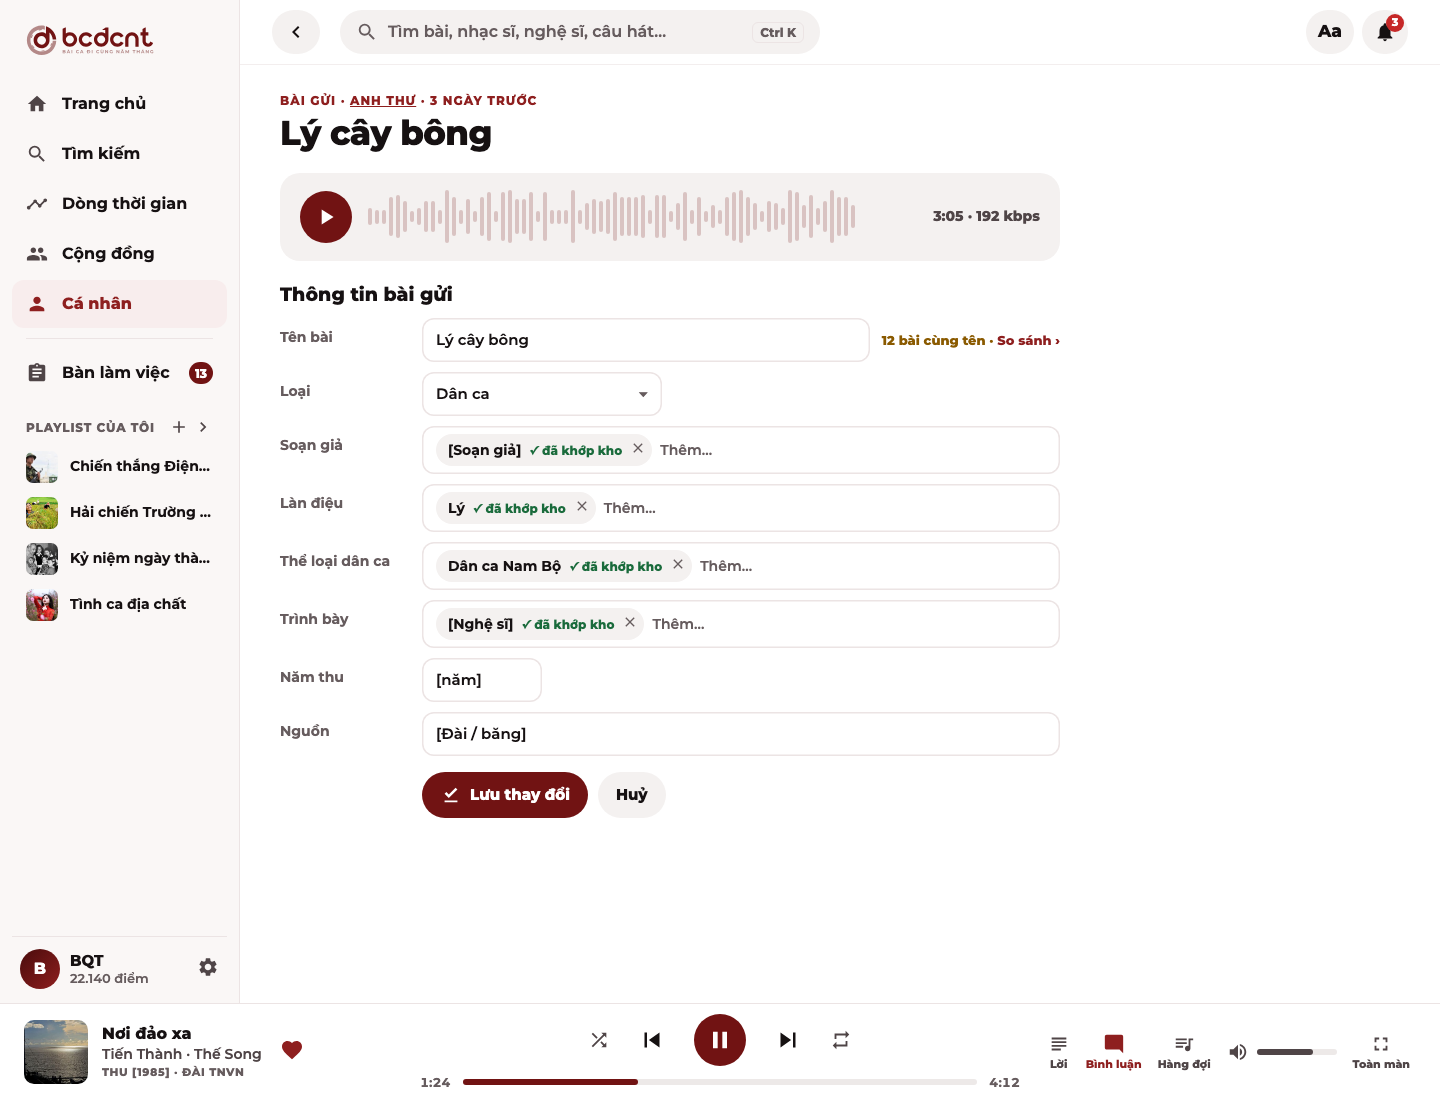 bcdcnt
BÀI CA ĐI CÙNG NĂM THÁNG
Tìm bài, nhạc sĩ, nghệ sĩ, câu hát...
Ctrl K
Aa
3
Trang chủ
Tìm kiếm
Dòng thời gian
Cộng đồng
Cá nhân
Bàn làm việc
13
PLAYLIST CỦA TÔI
Chiến thắng Điện...
Hải chiến Trường ...
Kỷ niệm ngày thà...
Tình ca địa chất
B
BQT
22.140 điểm
BÀI GỬI · ANH THƯ · 3 NGÀY TRƯỚC
Lý cây bông
3:05 · 192 kbps
Thông tin bài gửi
Tên bài
Lý cây bông
12 bài cùng tên · So sánh ›
Loại
Dân ca
Soạn giả
[Soạn giả] ✓ đã khớp kho × Thêm...
Làn điệu
Lý ✓ đã khớp kho × Thêm...
Thể loại dân ca
Dân ca Nam Bộ ✓ đã khớp kho × Thêm...
Trình bày
[Nghệ sĩ] ✓ đã khớp kho × Thêm...
Năm thu
[năm]
Nguồn
[Đài / băng]
Lưu thay đổi
Huỷ
Nơi đảo xa
Tiến Thành · Thế Song
THU [1985] · ĐÀI TNVN
1:24
4:12
Lời
Bình luận
Hàng đợi
Toàn màn